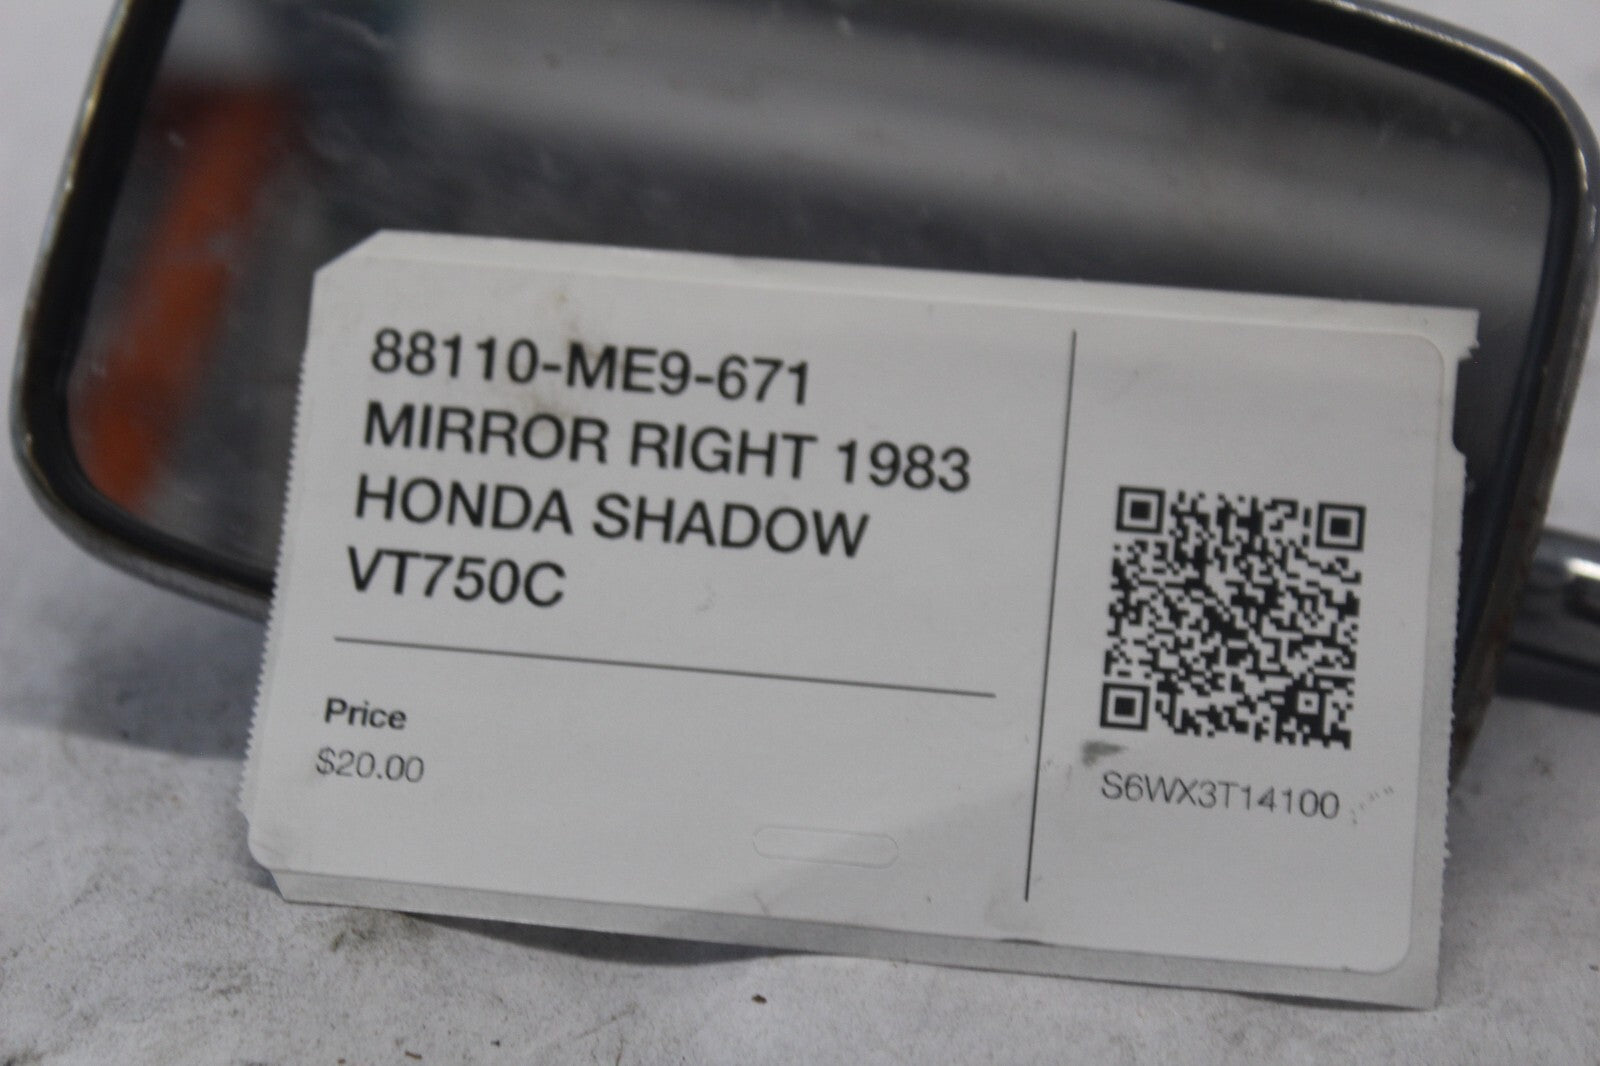 88110-ME9-671
MIRROR RIGHT 1983
HONDA SHADOW
VT750C
Price
$20.00
S6WX3T14100